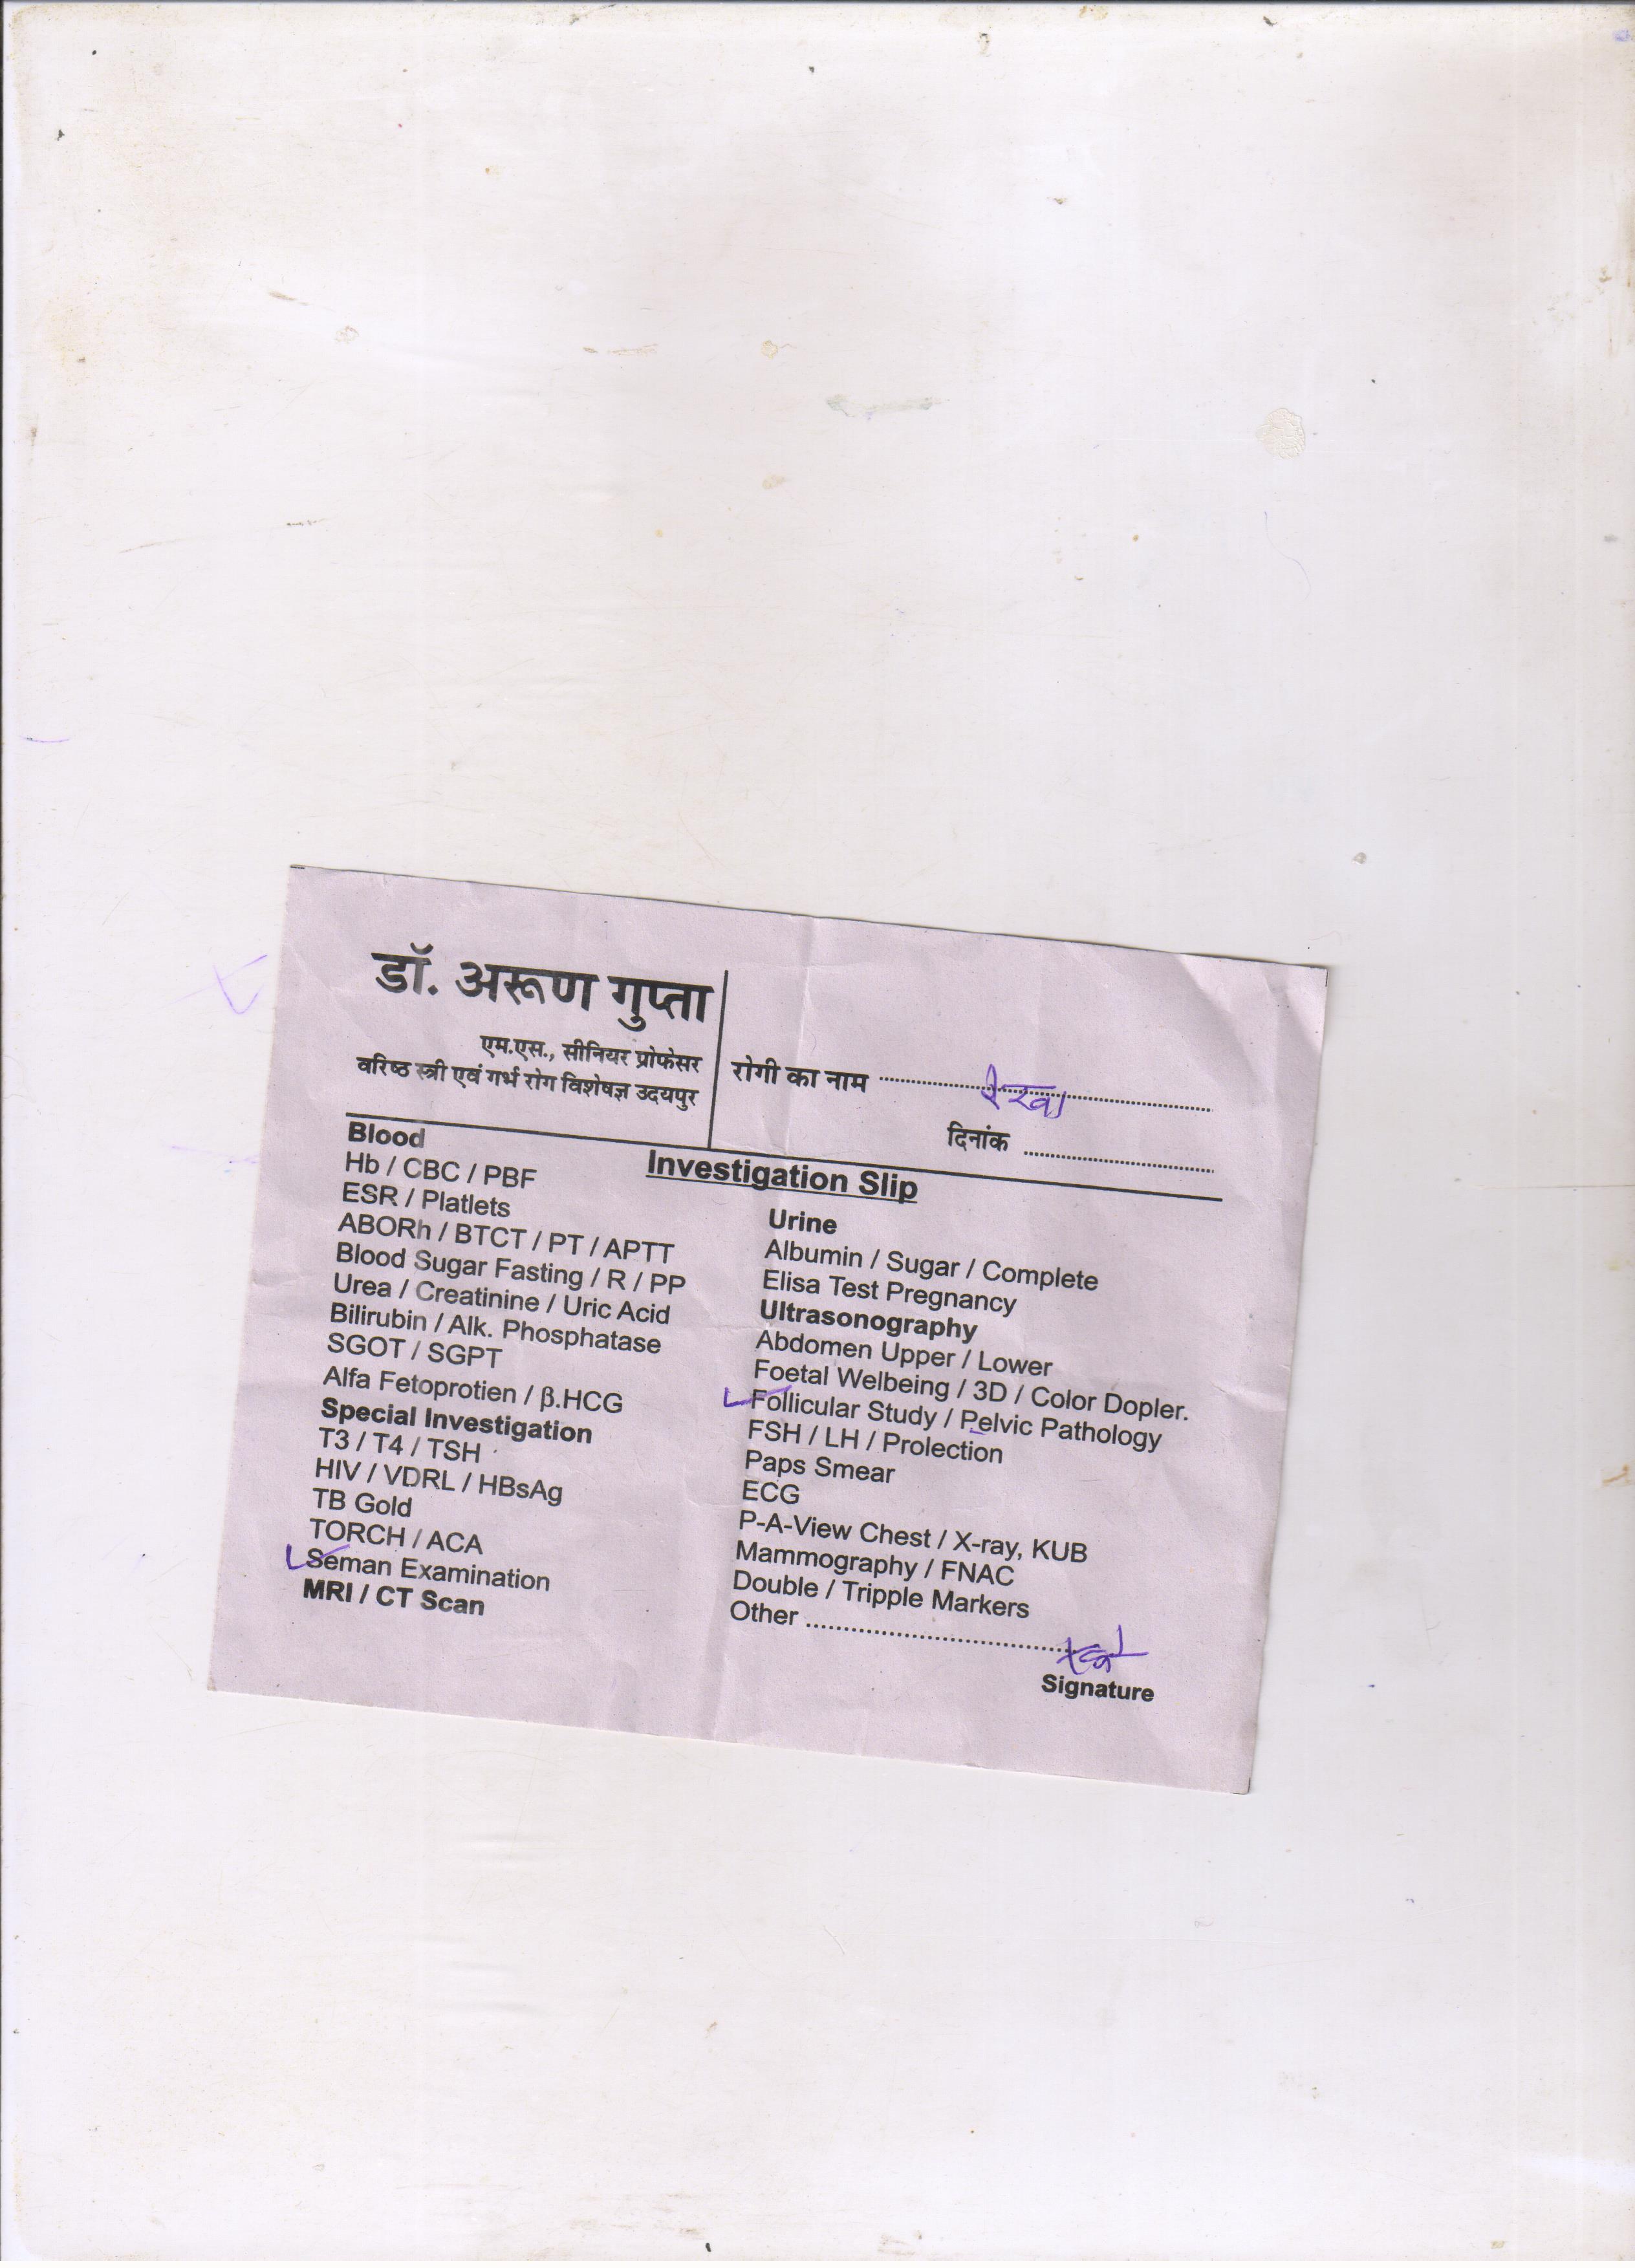 डॉ. अरूण गुप्ता
एम.एस., सीनियर प्रोफेसर
वरिष्ठ स्त्री एवं गर्भ रोग विशेषज्ञ उदयपुर
रोगी का नाम ........ रेखा ........
दिनांक ........
Investigation Slip
Blood
Hb / CBC / PBF
ESR / Platlets
ABORh / BTCT / PT / APTT
Blood Sugar Fasting / R / PP
Urea / Creatinine / Uric Acid
Bilirubin / Alk. Phosphatase
SGOT / SGPT
Alfa Fetoprotien / β.HCG
Special Investigation
T3 / T4 / TSH
HIV / VDRL / HBsAg
TB Gold
TORCH / ACA
Seman Examination
MRI / CT Scan
Urine
Albumin / Sugar / Complete
Elisa Test Pregnancy
Ultrasonography
Abdomen Upper / Lower
Foetal Welbeing / 3D / Color Dopler.
Follicular Study / Pelvic Pathology
FSH / LH / Prolection
Paps Smear
ECG
P-A-View Chest / X-ray, KUB
Mammography / FNAC
Double / Tripple Markers
Other ........
Signature